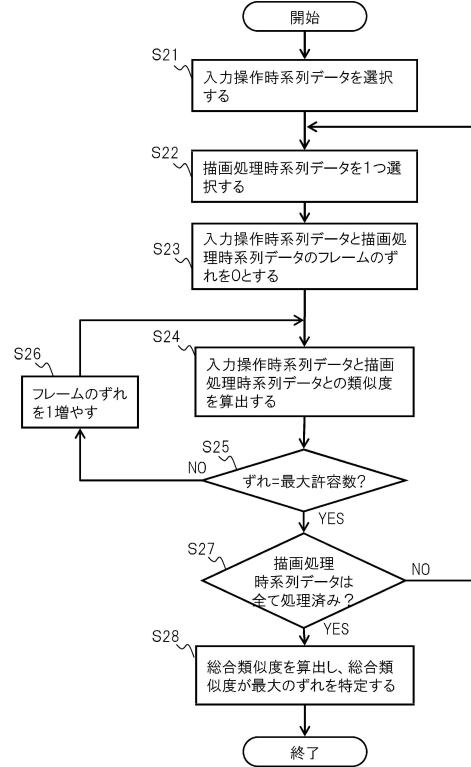 開始
S21
入力操作時系列データを選択
する
S22
描画処理時系列データを1つ選
択する
S23
入力操作時系列データと描画処
理時系列データのフレームのず
れを0とする
S26
フレームのずれ
を1増やす
S24
入力操作時系列データと描画
処理時系列データとの類似度
を算出する
S25
ずれ=最大許容数?
NO
YES
S27
描画処理
時系列データは
全て処理済み?
NO
YES
S28
総合類似度を算出し、総合類
似度が最大のずれを特定する
終了